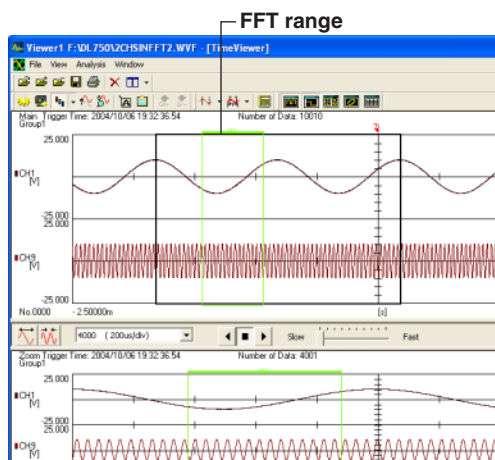 FFT range
Viewer1 F:\DL750\2CHSINFFT2.WVF - [TimeViewer]
File View Analysis Window
Main Trigger Time: 2004/10/06 19:32:36.54 Number of Data: 10010
Group1
25.000
CH1
[V]
-25.000
25.000
CH9
[V]
-25.000
No.0000 -2.50000m [s]
4000 (200us/div) Slow Fast
Zoom Trigger Time: 2004/10/06 19:32:36.54 Number of Data: 4001
Group1
25.000
CH1
[V]
-25.000
25.000
CH9
[V]